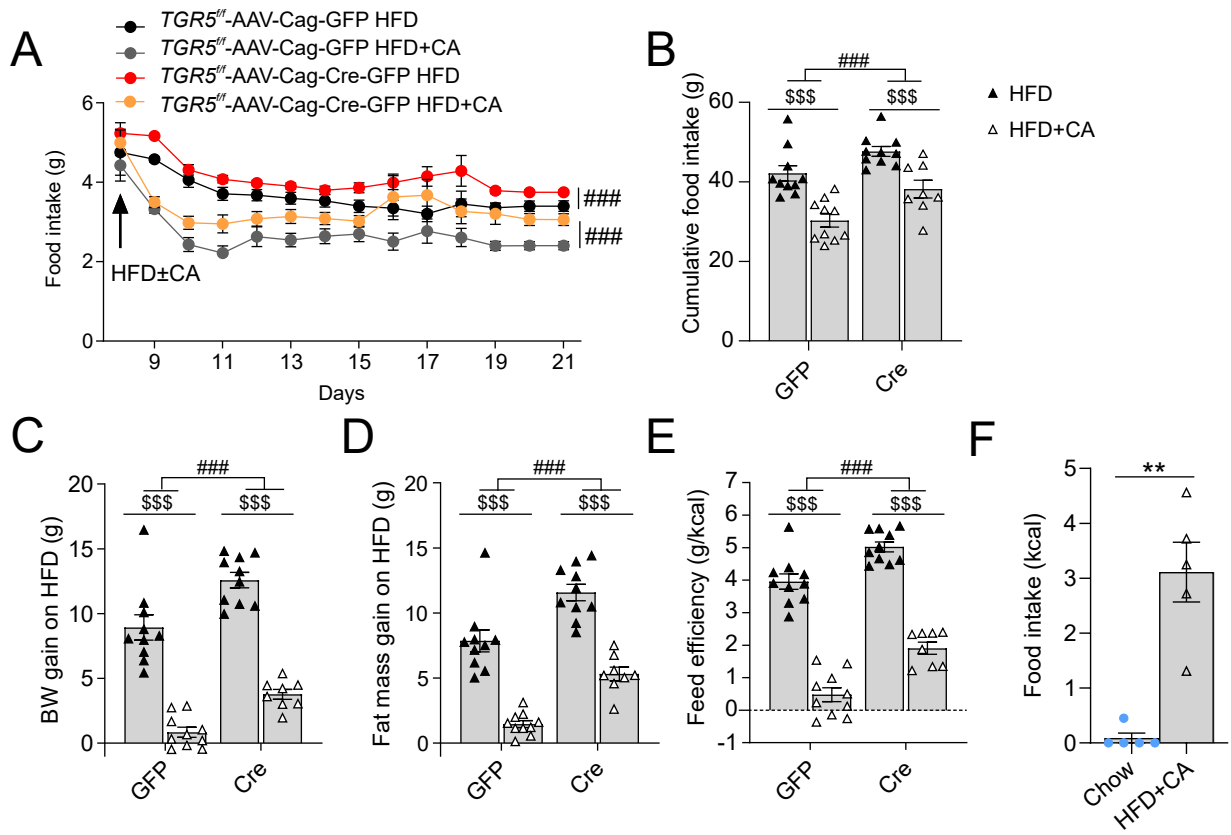 A
TGR5f/f-AAV-Cag-GFP HFD
TGR5f/f-AAV-Cag-GFP HFD+CA
TGR5f/f-AAV-Cag-Cre-GFP HFD
TGR5f/f-AAV-Cag-Cre-GFP HFD+CA
Food intake (g)
6
4
2
0
HFD±CA
###
###
9
11
13
15
17
19
21
Days
B
###
$$$
$$$
Cumulative food intake (g)
60
40
20
0
GFP
Cre
HFD
HFD+CA
C
###
$$$
$$$
BW gain on HFD (g)
20
15
10
5
0
GFP
Cre
D
###
$$$
$$$
Fat mass gain on HFD (g)
20
15
10
5
0
GFP
Cre
E
###
$$$
$$$
Feed efficiency (g/kcal)
7
6
5
4
3
2
1
0
-1
GFP
Cre
F
**
Food intake (kcal)
5
4
3
2
1
0
Chow
HFD+CA